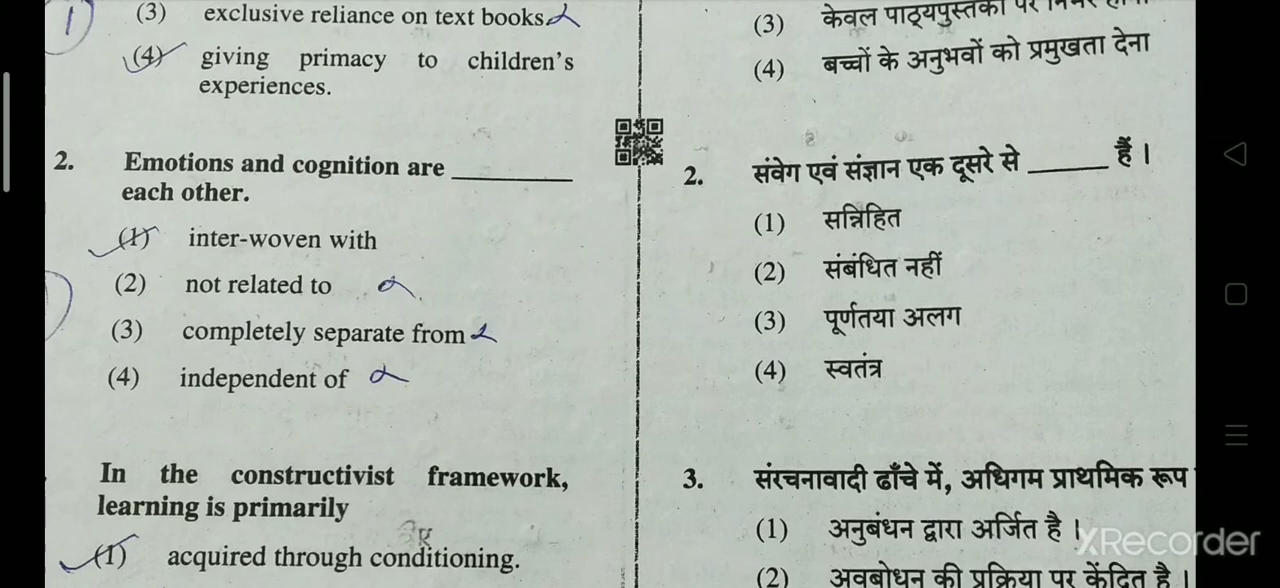 (3) exclusive reliance on text books
(4) giving primacy to children's
experiences.
2. Emotions and cognition are ______
each other.
(1) inter-woven with
(2) not related to
(3) completely separate from
(4) independent of
In the constructivist framework,
learning is primarily
(1) acquired through conditioning.
(3) केवल पाठ्यपुस्तकों पर
(4) बच्चों के अनुभवों को प्रमुखता देना
2. संवेग एवं संज्ञान एक दूसरे से ______ हैं ।
(1) सन्निहित
(2) संबंधित नहीं
(3) पूर्णतया अलग
(4) स्वतंत्र
3. संरचनावादी ढाँचे में, अधिगम प्राथमिक रूप
(1) अनुबंधन द्वारा अर्जित है ।
(2) अवबोधन की प्रक्रिया पर केंद्रित है ।
XRecorder